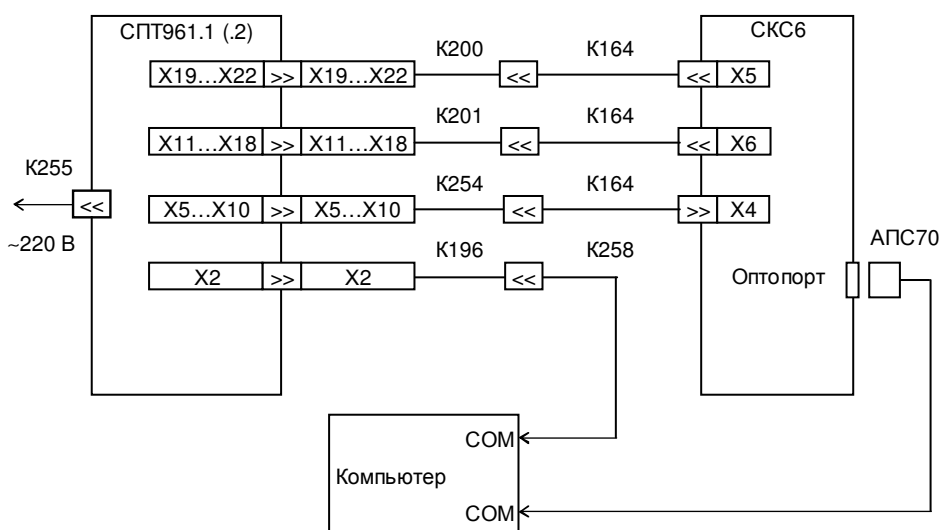 СПТ961.1 (.2)
СКС6
К200
К164
X19...X22 >> X19...X22 << << X5
К201
К164
X11...X18 >> X11...X18 << << X6
К255
К254
К164
<< X5...X10 >> X5...X10 << >> X4
~220 В
К196
К258
АПС70
X2 >> X2 <<
Оптопорт
COM
Компьютер
COM